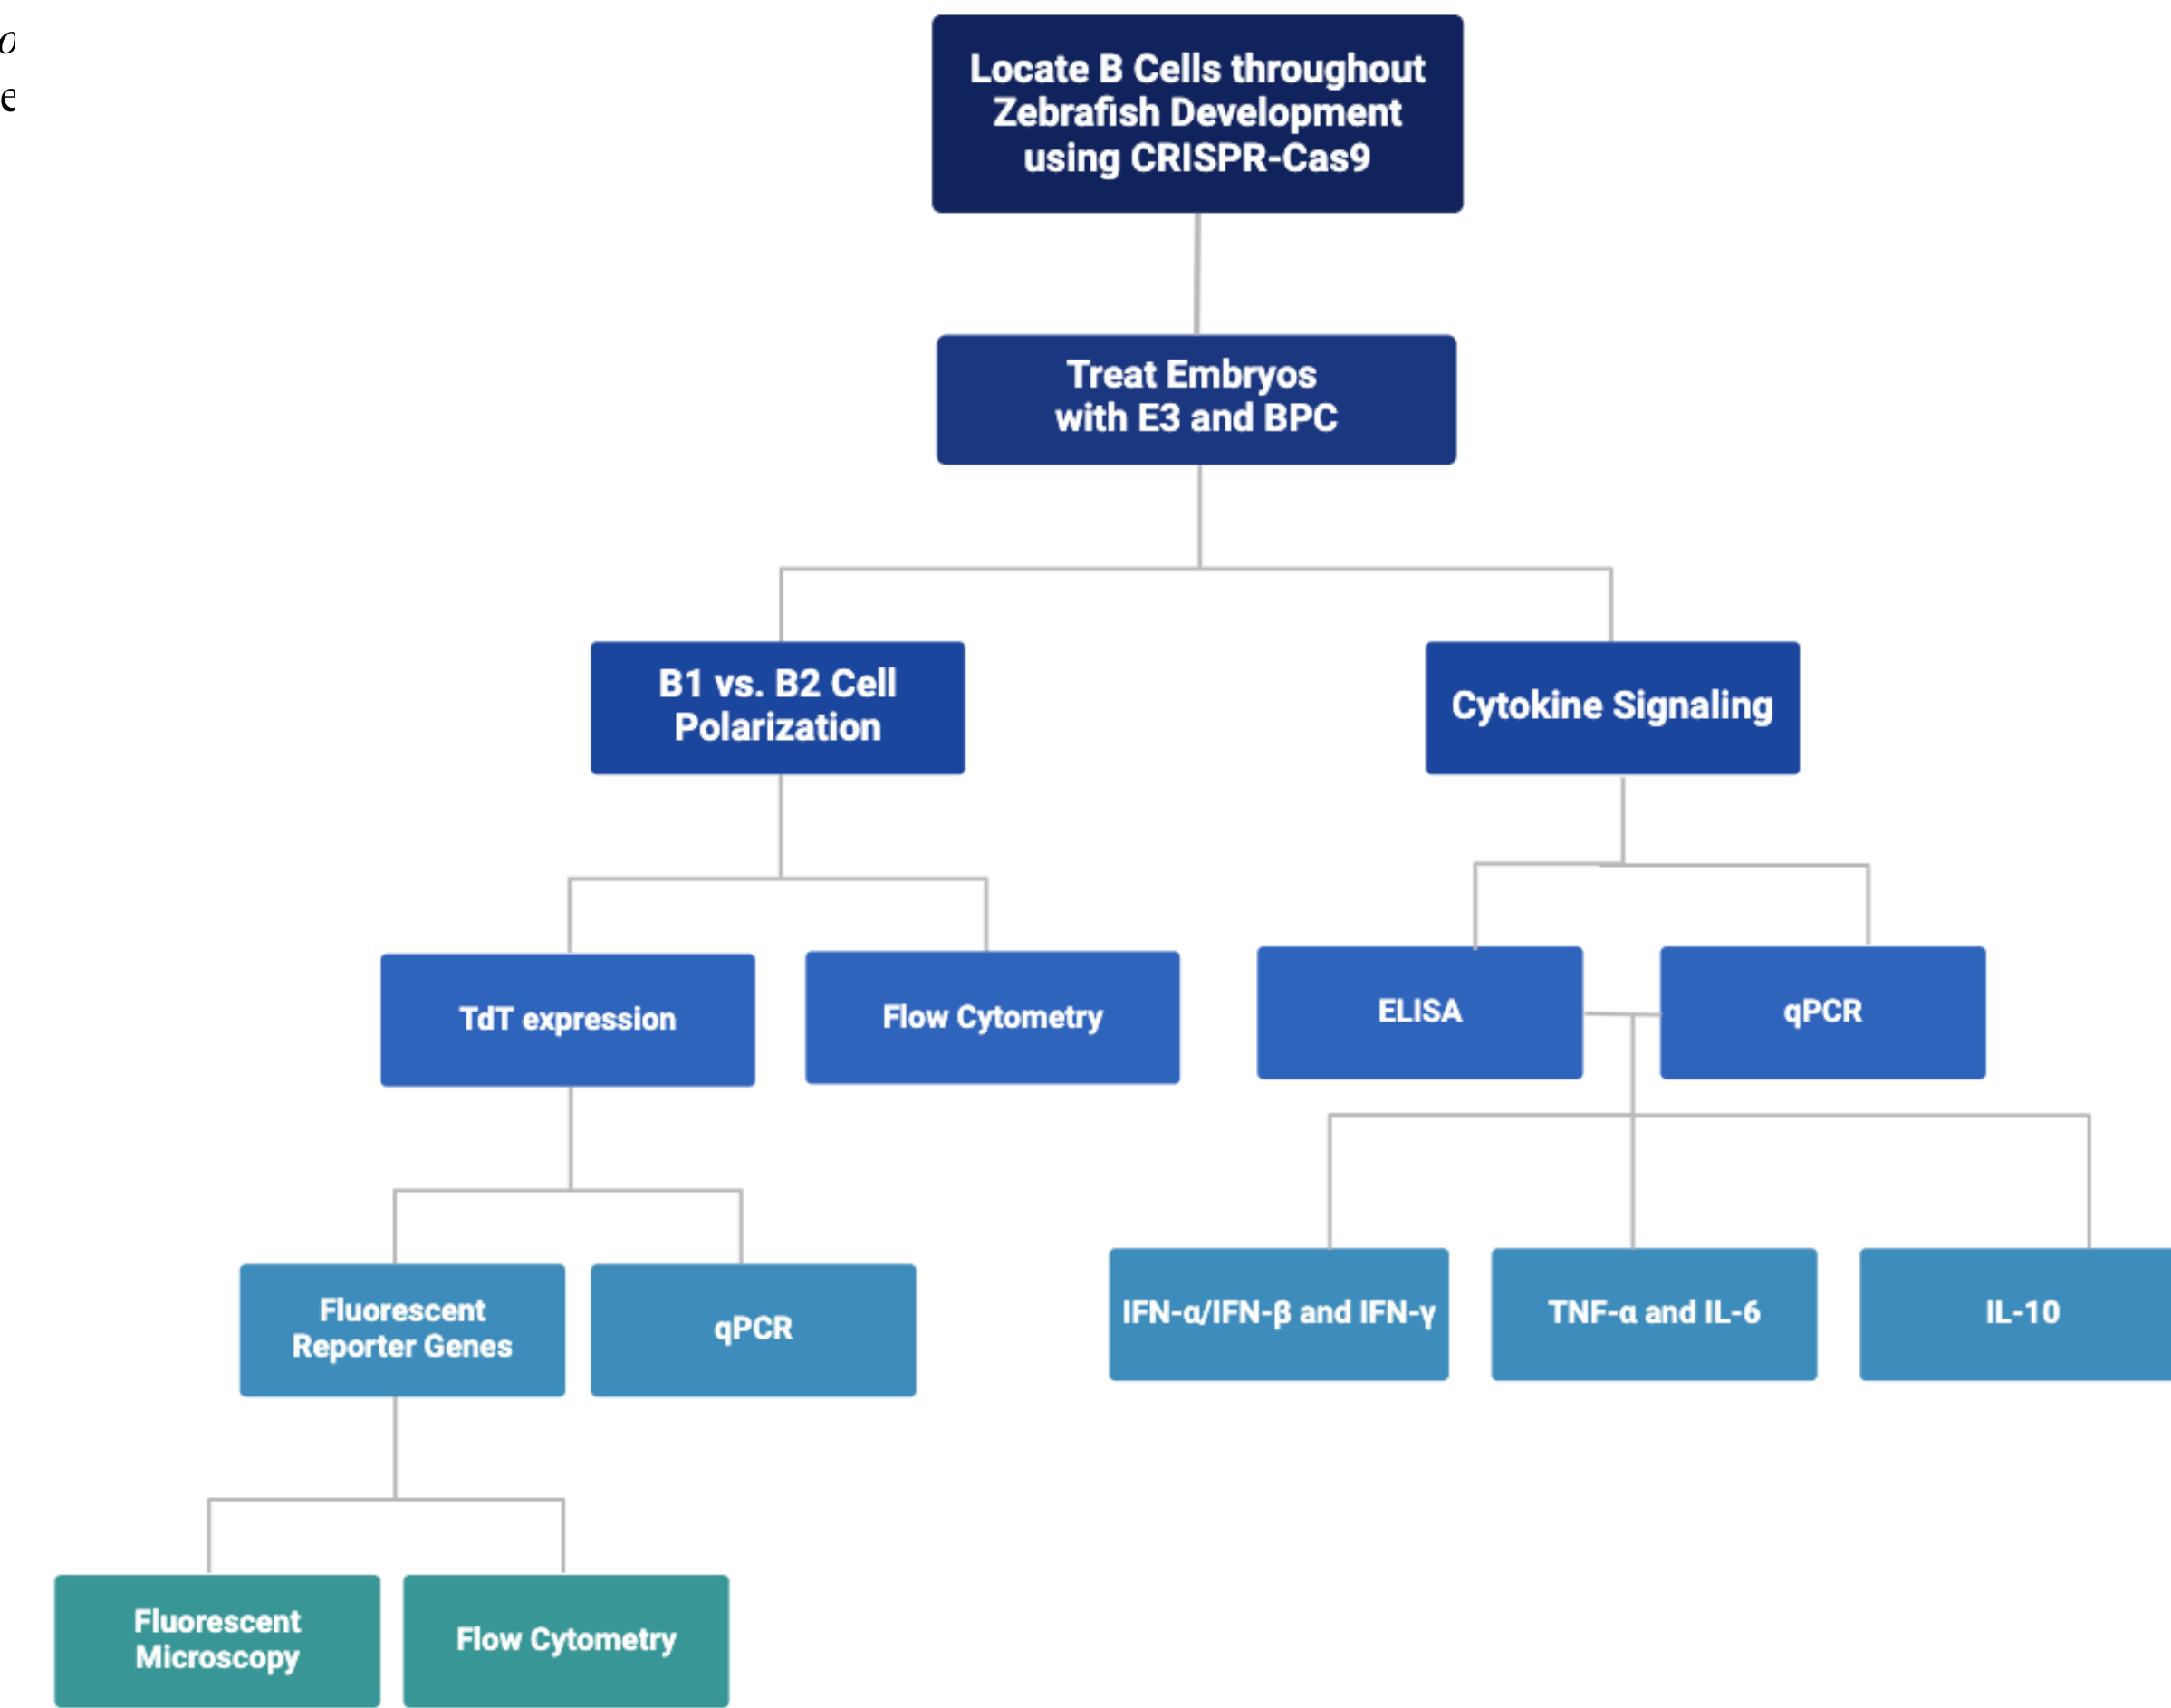 o
e
Locate B Cells throughout
Zebrafish Development
using CRISPR-Cas9
Treat Embryos
with E3 and BPC
B1 vs. B2 Cell
Polarization
Cytokine Signaling
TdT expression
Flow Cytometry
ELISA
qPCR
Fluorescent
Reporter Genes
qPCR
IFN-α/IFN-β and IFN-γ
TNF-α and IL-6
IL-10
Fluorescent
Microscopy
Flow Cytometry